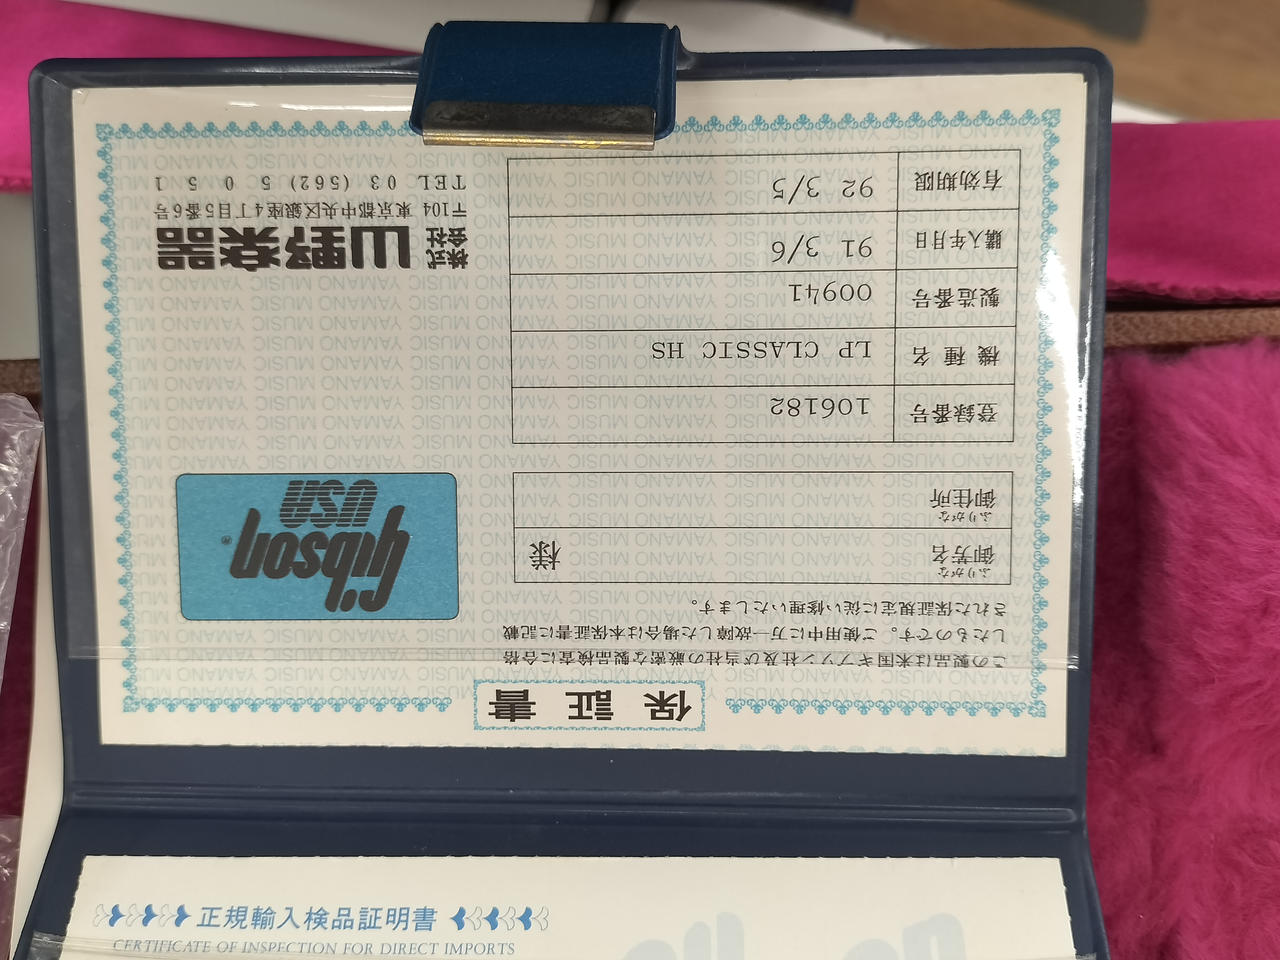 保証書
この製品は米国ギブソン社及び当社の厳密な製品検査に合格
したものです。ご使用中に万一故障した場合は本保証書に記載
された保証規定に従い修理いたします。
ふりがな
御芳名 様
ふりがな
御住所
登録番号 106182
機種名 LP CLASSIC HS
製造番号 00941
購入年月日 91 3/6
有効期限 92 3/5
Gibson®
USA
株式会社 山野楽器
〒104 東京都中央区銀座4丁目5番6号
TEL 03 (562) 5051
YAMANO MUSIC
正規輸入検品証明書
CERTIFICATE OF INSPECTION FOR DIRECT IMPORTS